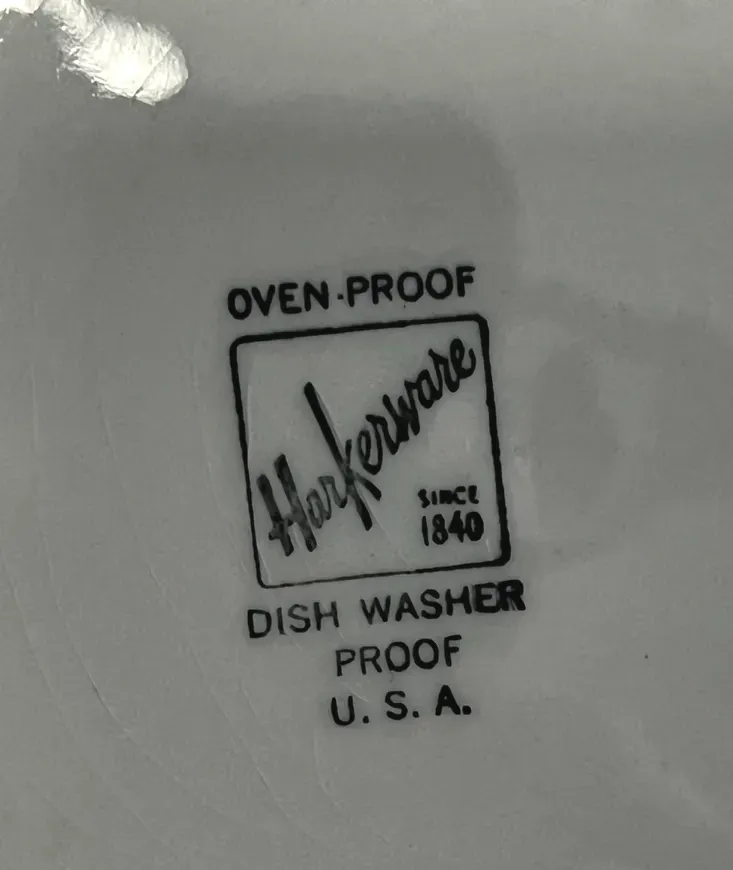 OVEN-PROOF
Harkerware
SINCE
1840
DISH WASHER
PROOF
U. S. A.